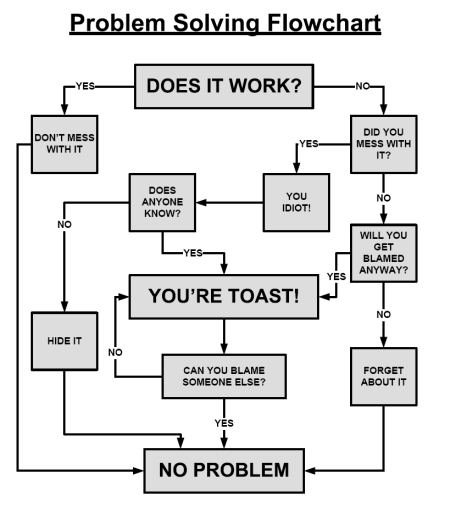 Problem Solving Flowchart
DOES IT WORK?
YES
NO
DON'T MESS
WITH IT
DID YOU
MESS WITH
IT?
YES
NO
DOES
ANYONE
KNOW?
YOU
IDIOT!
NO
YES
WILL YOU
GET
BLAMED
ANYWAY?
YES
NO
YOU'RE TOAST!
HIDE IT
NO
CAN YOU BLAME
SOMEONE ELSE?
FORGET
ABOUT IT
YES
NO PROBLEM